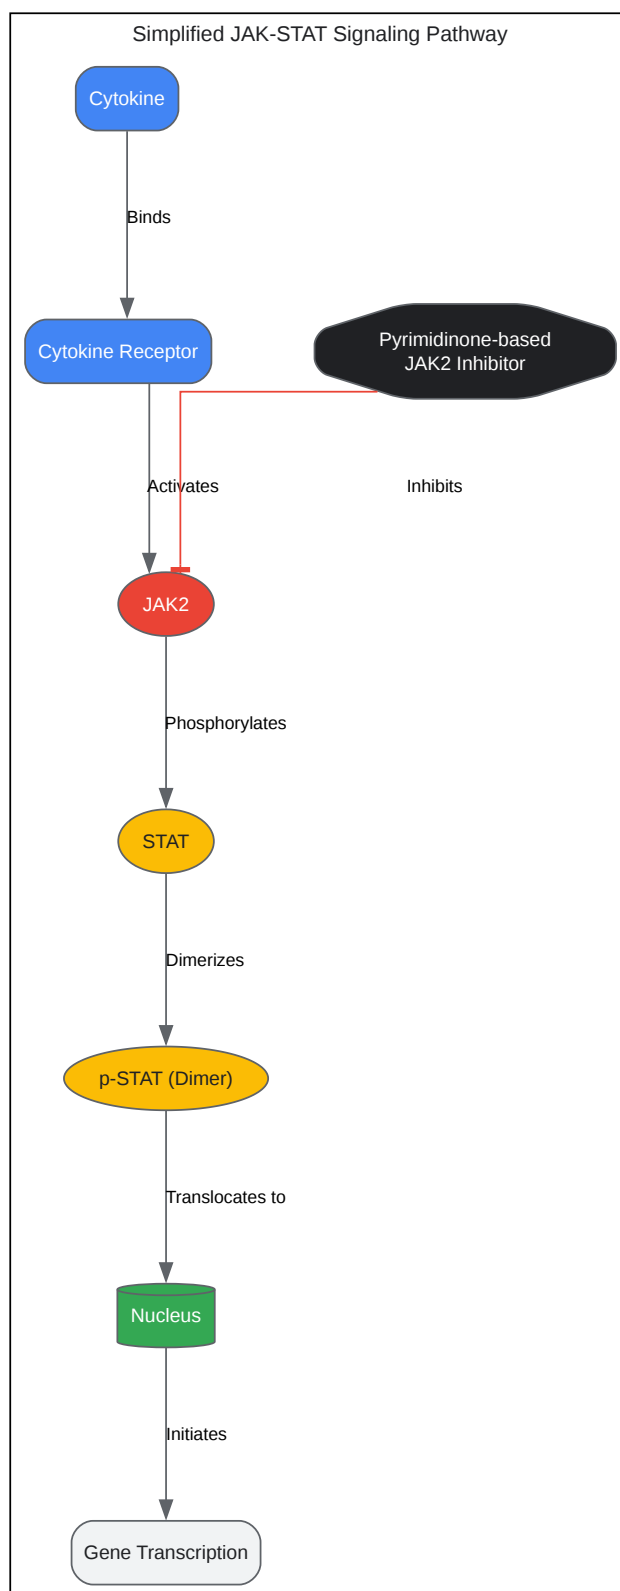 Simplified JAK-STAT Signaling Pathway
Cytokine
Binds
Cytokine Receptor
Pyrimidinone-based
JAK2 Inhibitor
Activates
Inhibits
JAK2
Phosphorylates
STAT
Dimerizes
p-STAT (Dimer)
Translocates to
Nucleus
Initiates
Gene Transcription